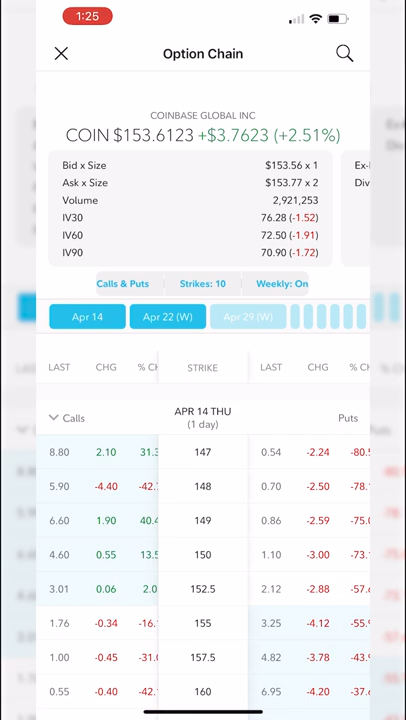 1:25
Option Chain
COINBASE GLOBAL INC
COIN $153.6123 +$3.7623 (+2.51%)
Bid x Size $153.56 x 1
Ask x Size $153.77 x 2
Volume 2,921,253
IV30 76.28 (-1.52)
IV60 72.50 (-1.91)
IV90 70.90 (-1.72)
Calls & Puts Strikes: 10 Weekly: On
Apr 14 Apr 22 (W) Apr 29 (W)
LAST CHG % CH STRIKE LAST CHG % CH
Calls APR 14 THU Puts
(1 day)
8.80 2.10 31.3 147 0.54 -2.24 -80.5
5.90 -4.40 -42. 148 0.70 -2.50 -78.
6.60 1.90 40.4 149 0.86 -2.59 -75.0
4.60 0.55 13.5 150 1.10 -3.00 -73.
3.01 0.06 2.0 152.5 2.12 -2.88 -57.6
1.76 -0.34 -16. 155 3.25 -4.12 -55.9
1.00 -0.45 -31.0 157.5 4.82 -3.78 -43.9
0.55 -0.40 -42. 160 6.95 -4.20 -37.6